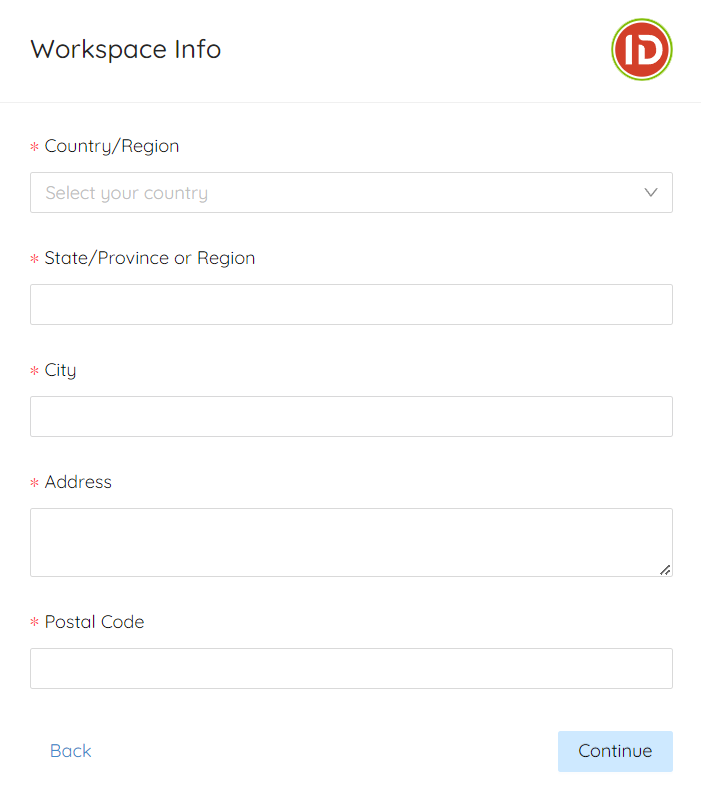 Workspace Info
ID
* Country/Region
Select your country
* State/Province or Region
* City
* Address
* Postal Code
Back
Continue